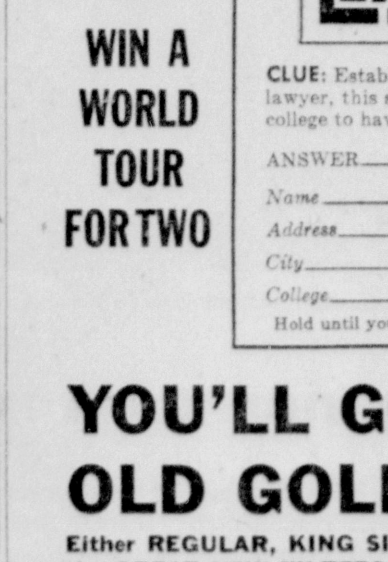 WIN A
WORLD
TOUR
FOR TWO
CLUE: Estab
lawyer, this
college to hav
ANSWER
Name
Address
City
College
Hold until yo
YOU'LL G
OLD GOL
Either REGULAR, KING SI